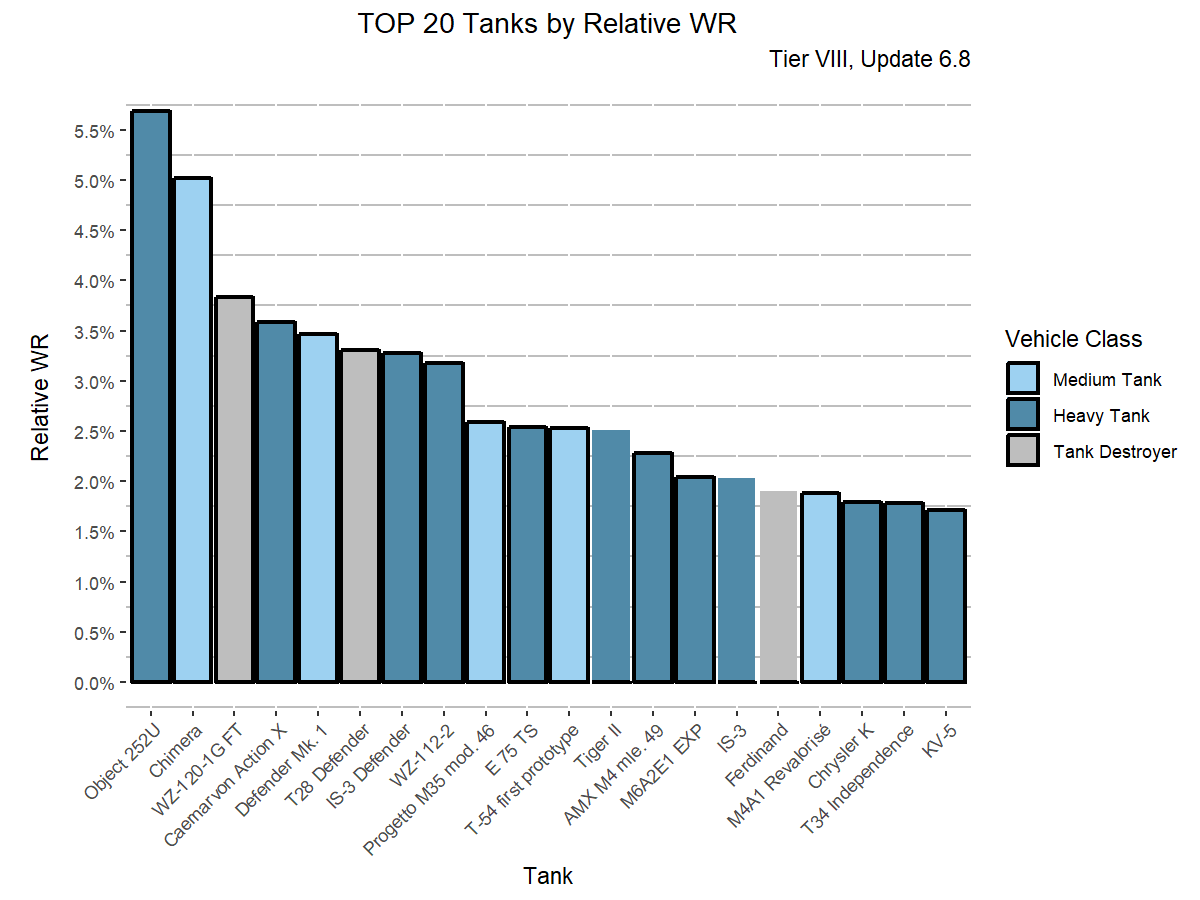 TOP 20 Tanks by Relative WR
Tier VIII, Update 6.8
5.5%
5.0%
4.5%
4.0%
3.5%
3.0%
2.5%
2.0%
1.5%
1.0%
0.5%
0.0%
Relative WR
Object 252U
Chimera
WZ-120-1G FT
Caernarvon Action X
Defender Mk. 1
T28 Defender
IS-3 Defender
WZ-112-2
Progetto M35 mod. 46
E 75 TS
T-54 first prototype
Tiger II
AMX M4 mle. 49
M6A2E1 EXP
IS-3
Ferdinand
M4A1 Revalorisé
Chrysler K
T34 Independence
KV-5
Tank
Vehicle Class
Medium Tank
Heavy Tank
Tank Destroyer